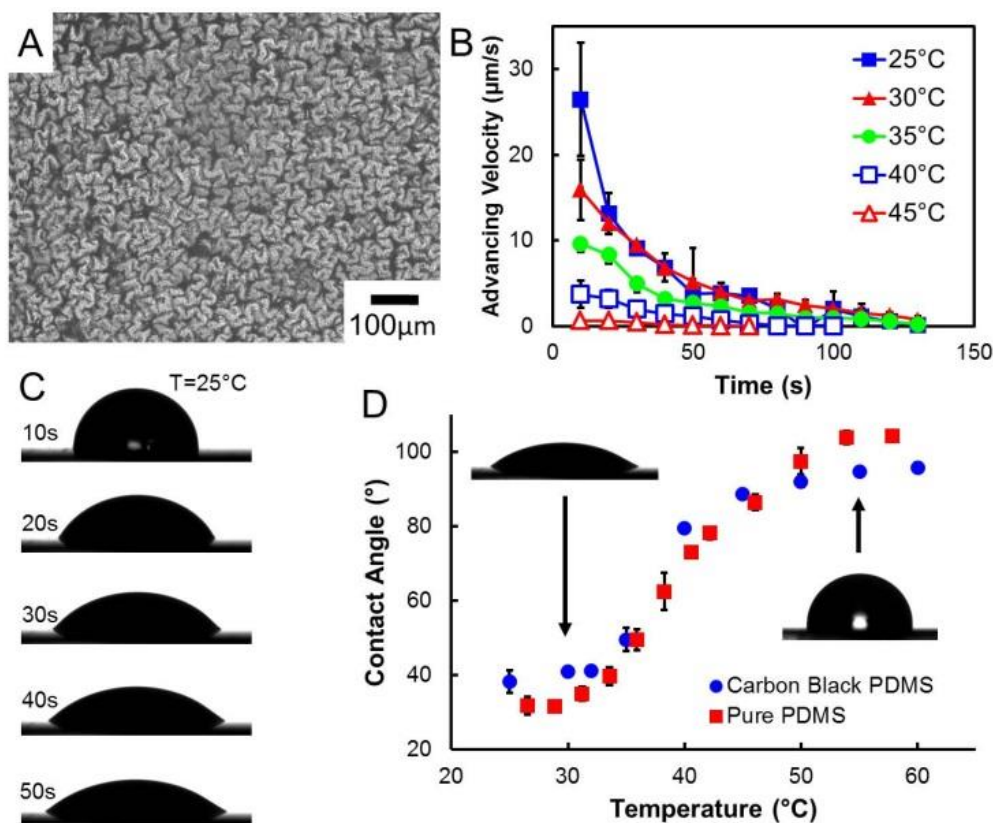 A
100μm
B
Advancing Velocity (μm/s)
30
20
10
0
0
50
100
150
Time (s)
25°C
30°C
35°C
40°C
45°C
C
T=25°C
10s
20s
30s
40s
50s
D
Contact Angle (°)
100
80
60
40
20
20
30
40
50
60
Temperature (°C)
Carbon Black PDMS
Pure PDMS